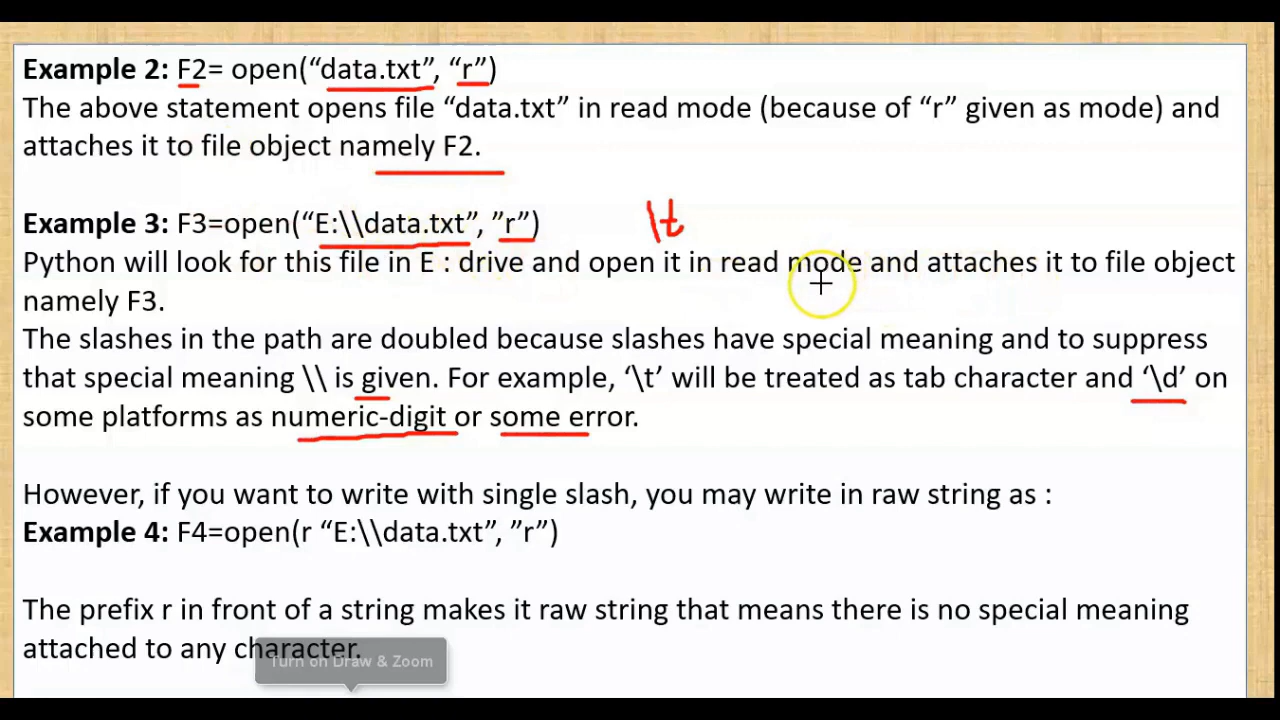 Example 2: F2= open(“data.txt”, “r”)
The above statement opens file “data.txt” in read mode (because of “r” given as mode) and
attaches it to file object namely F2.
Example 3: F3=open(“E:\\data.txt”, ”r”)
\t
Python will look for this file in E : drive and open it in read mode and attaches it to file object
namely F3.
The slashes in the path are doubled because slashes have special meaning and to suppress
that special meaning \\ is given. For example, ‘\t’ will be treated as tab character and ‘\d’ on
some platforms as numeric-digit or some error.
However, if you want to write with single slash, you may write in raw string as :
Example 4: F4=open(r “E:\\data.txt”, ”r”)
The prefix r in front of a string makes it raw string that means there is no special meaning
attached to any character.
Turn on Draw & Zoom